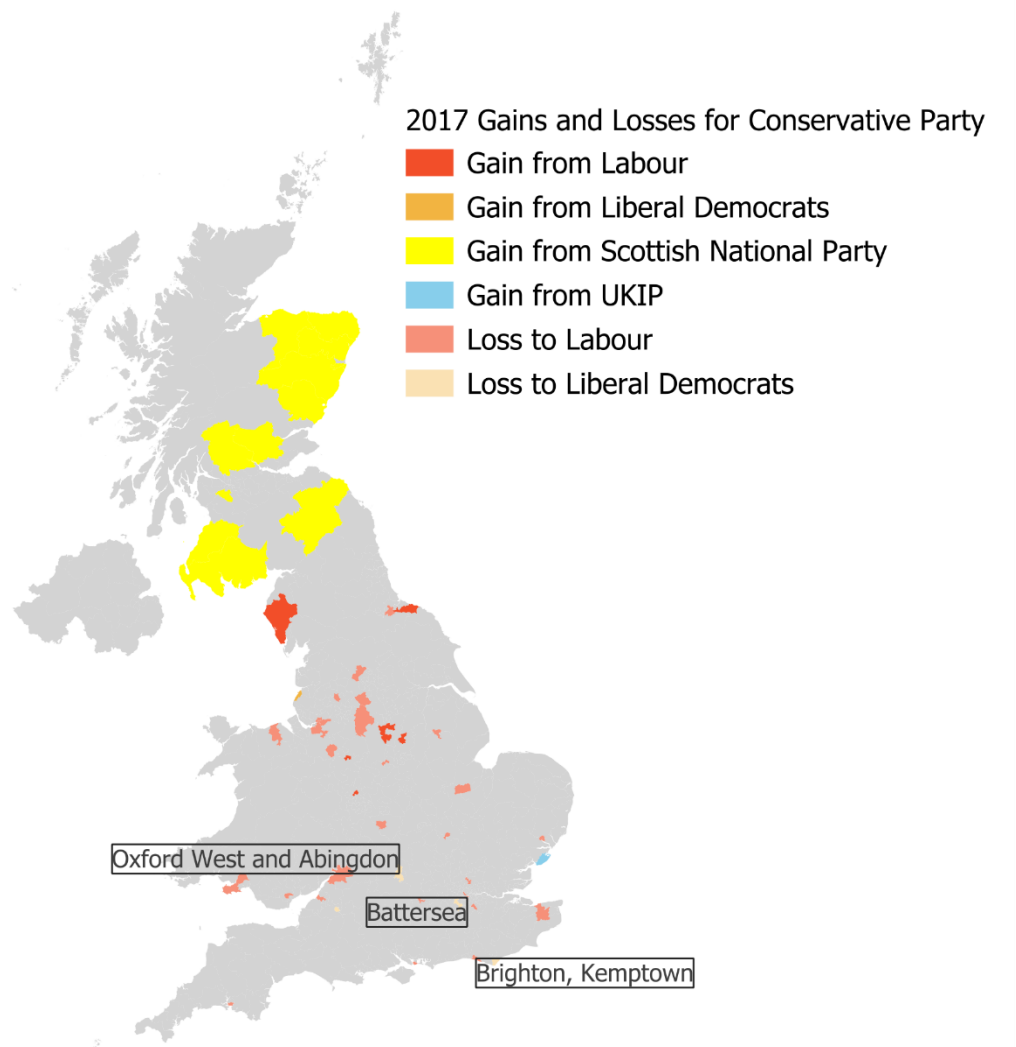 2017 Gains and Losses for Conservative Party
Gain from Labour
Gain from Liberal Democrats
Gain from Scottish National Party
Gain from UKIP
Loss to Labour
Loss to Liberal Democrats
Oxford West and Abingdon
Battersea
Brighton, Kemptown